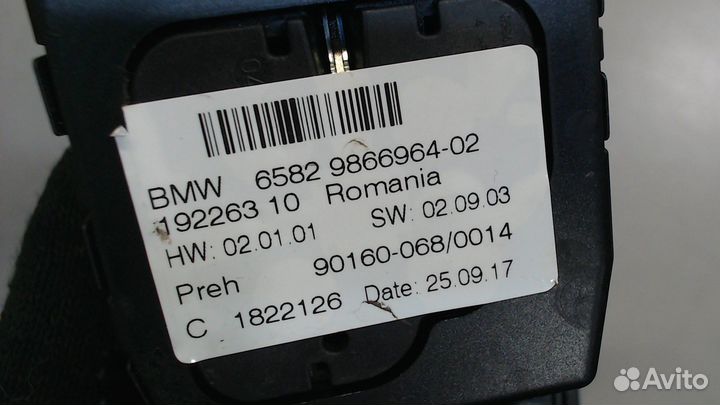 BMW 6582 9866964-02
192263 10 Romania
HW: 02.01.01 SW: 02.09.03
Preh 90160-068/0014
C 1822126 Date: 25.09.17
Avito